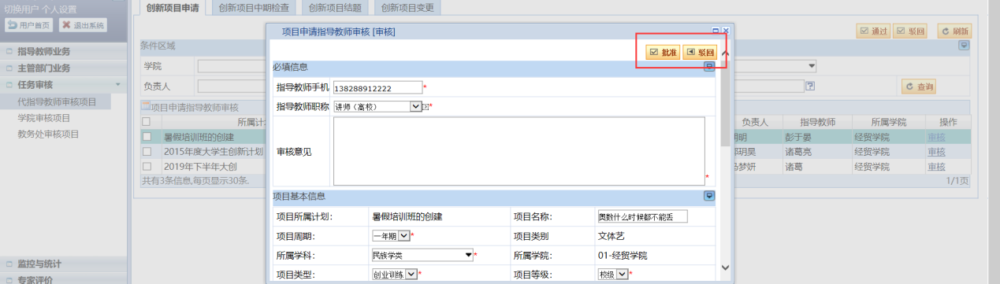 切换用户 个人设置
用户首页 退出系统
指导教师业务
主管部门业务
任务审核
代指导教师审核项目
学院审核项目
教务处审核项目
监控与统计
专家评价
创新项目申请 创新项目中期检查 创新项目结题 创新项目变更
通过 驳回 刷新
条件区域
学院
负责人
查询
项目申请指导教师审核
所属计 负责人 指导教师 所属学院 操作
暑假培训班的创建 彭于晏 经贸学院 审核
2015年度大学生创新计划 诸葛亮 经贸学院 审核
2019年下半年大创 诸葛 经贸学院 审核
共有3条信息,每页显示30条. 1/1页
项目申请指导教师审核 [审核]
批准 驳回
必填信息
指导教师手机 138288912222 *
指导教师职称 讲师（高校） *
审核意见 *
项目基本信息
项目所属计划: 暑假培训班的创建 项目名称: 奥数什么时候都不能丢
项目周期: 一年期 * 项目类别 文体艺
所属学科: 民族学类 * 所属学院: 01-经贸学院
项目类型: 创业训练 * 项目等级: 校级 *